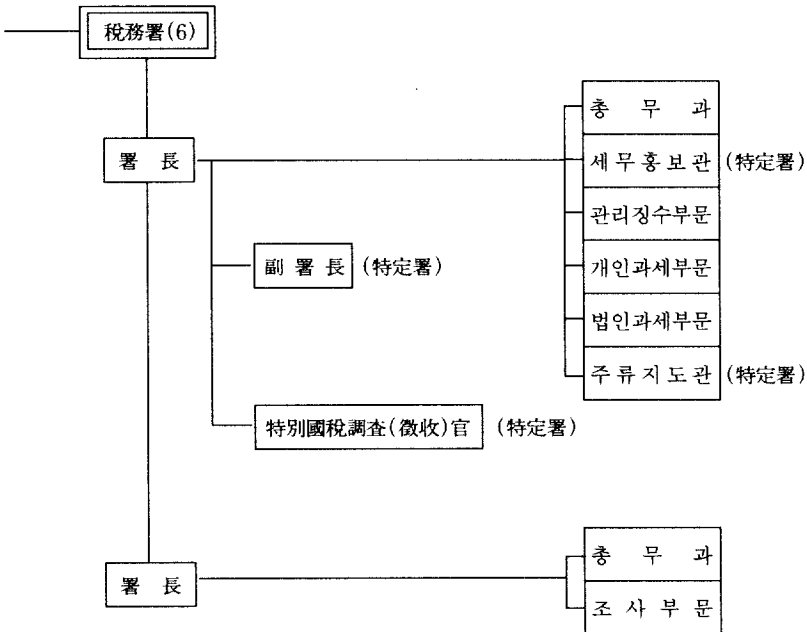 稅務署(6)
署 長
총 무 과
세무홍보관 (特定署)
관리징수부문
개인과세부문
법인과세부문
주류지도관 (特定署)
副署長 (特定署)
特別國稅調査(徵收)官 (特定署)
署 長
총 무 과
조사부문